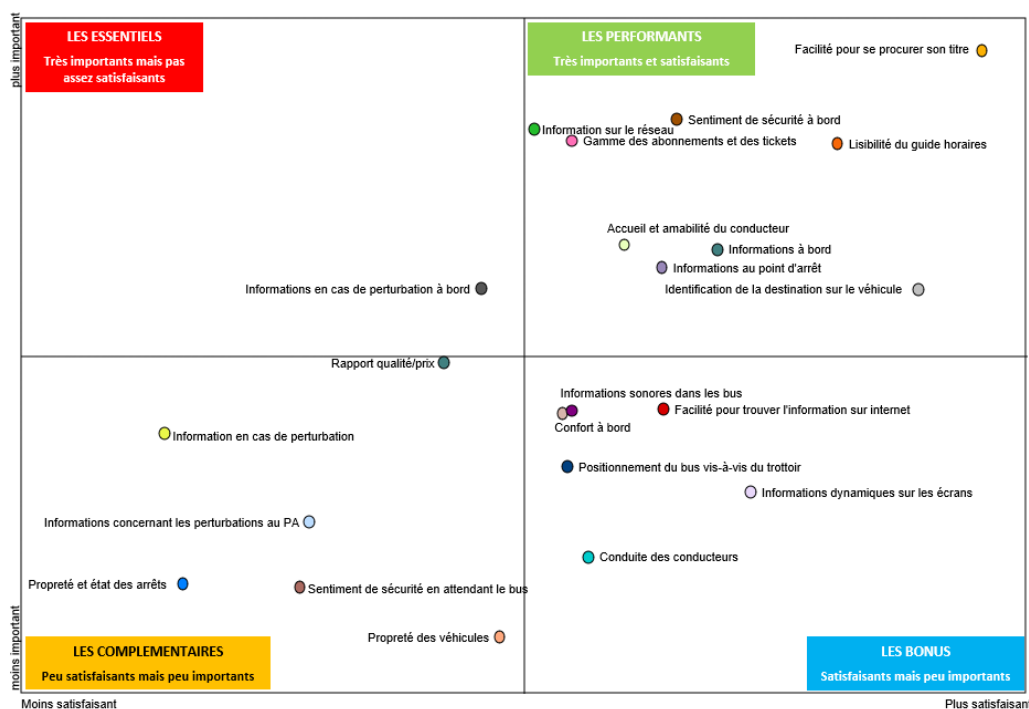 plus important
LES ESSENTIELS
Très importants mais pas
assez satisfaisants
LES PERFORMANTS
Très importants et satisfaisants
Facilité pour se procurer son titre
Sentiment de sécurité à bord
Information sur le réseau
Gamme des abonnements et des tickets
Lisibilité du guide horaires
Accueil et amabilité du conducteur
Informations à bord
Informations au point d'arrêt
Informations en cas de perturbation à bord
Identification de la destination sur le véhicule
Rapport qualité/prix
Informations sonores dans les bus
Facilité pour trouver l'information sur internet
Confort à bord
Information en cas de perturbation
Positionnement du bus vis-à-vis du trottoir
Informations dynamiques sur les écrans
Informations concernant les perturbations au PA
Conduite des conducteurs
Propreté et état des arrêts
Sentiment de sécurité en attendant le bus
Propreté des véhicules
moins important
LES COMPLEMENTAIRES
Peu satisfaisants mais peu importants
LES BONUS
Satisfaisants mais peu importants
Moins satisfaisant
Plus satisfaisan